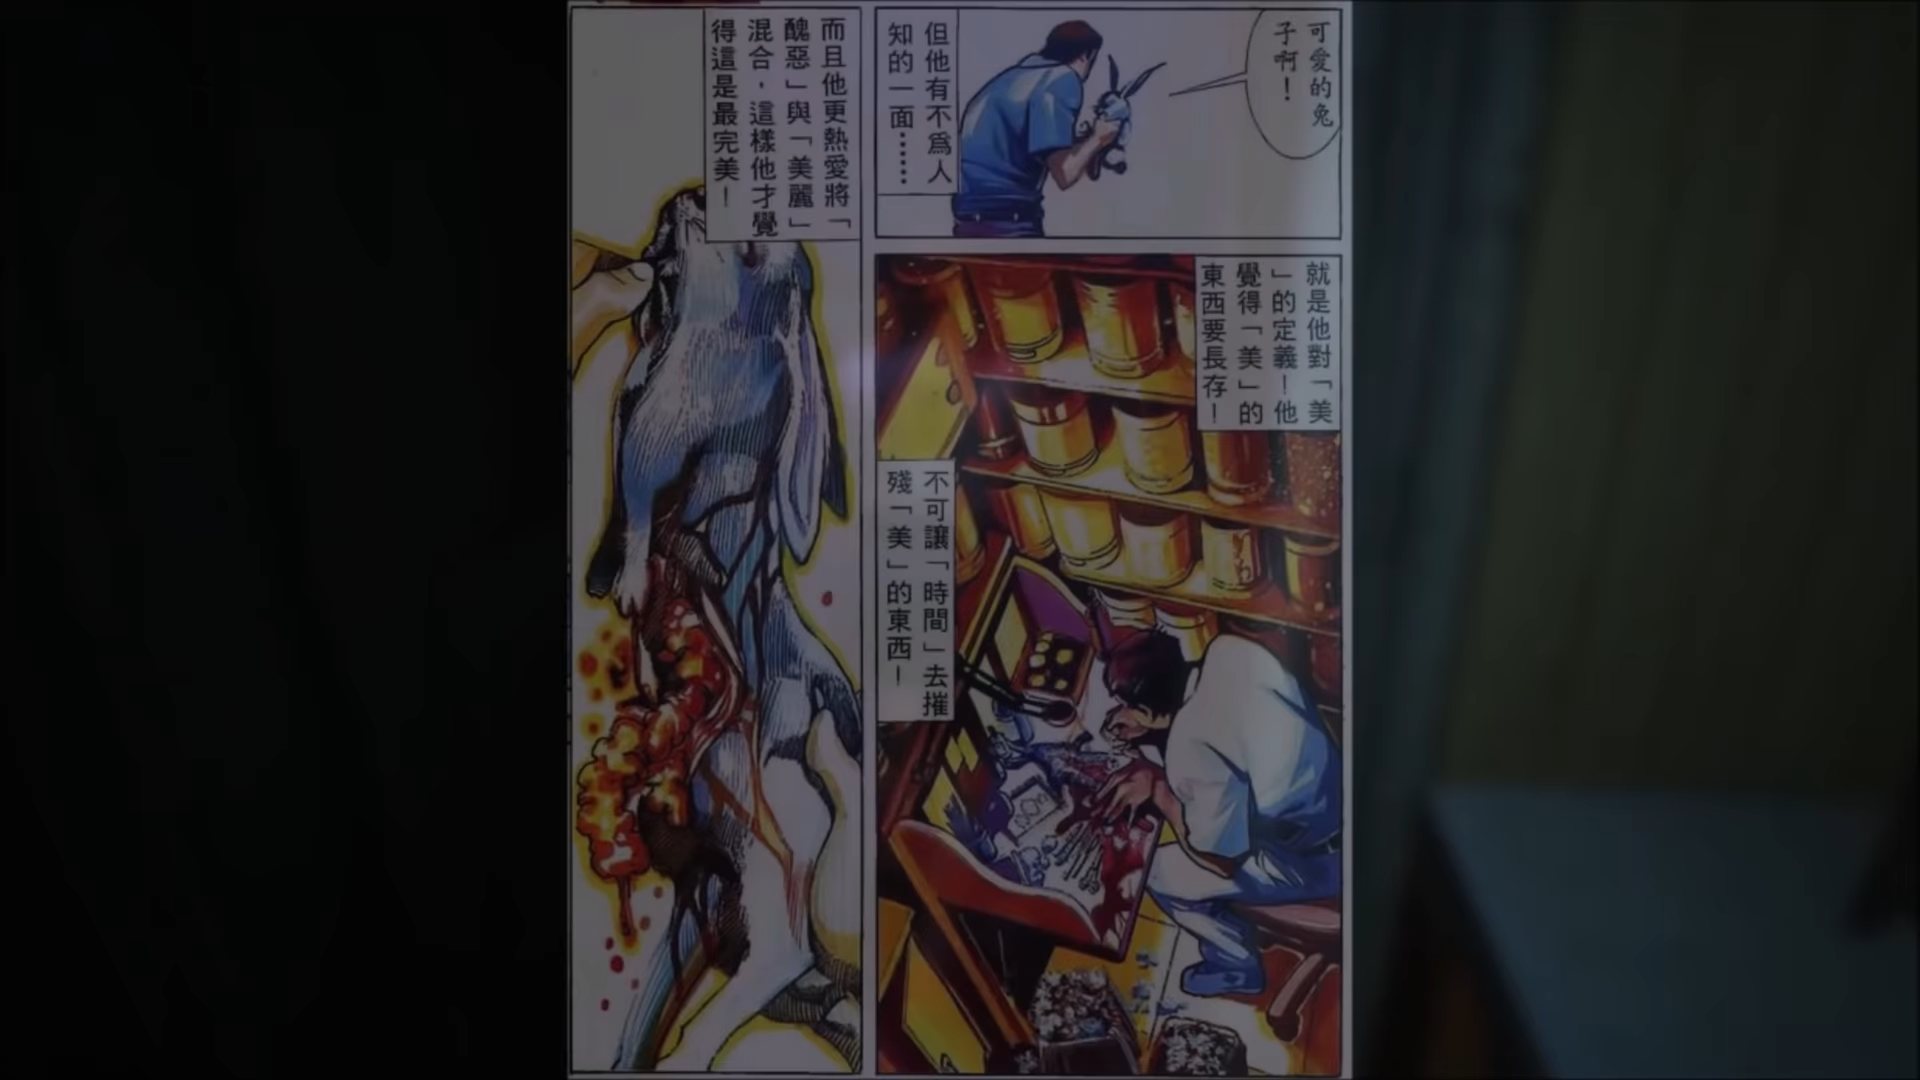 可愛的兔
子啊！
但他有不為人
知的一面⋯⋯
就是他對「美
」的定義！他
覺得「美」的
東西要長存！
不可讓「時間」去摧
殘「美」的東西！
而且他更熱愛將「
醜惡」與「美麗」
混合，這樣他才覺
得這是最完美！